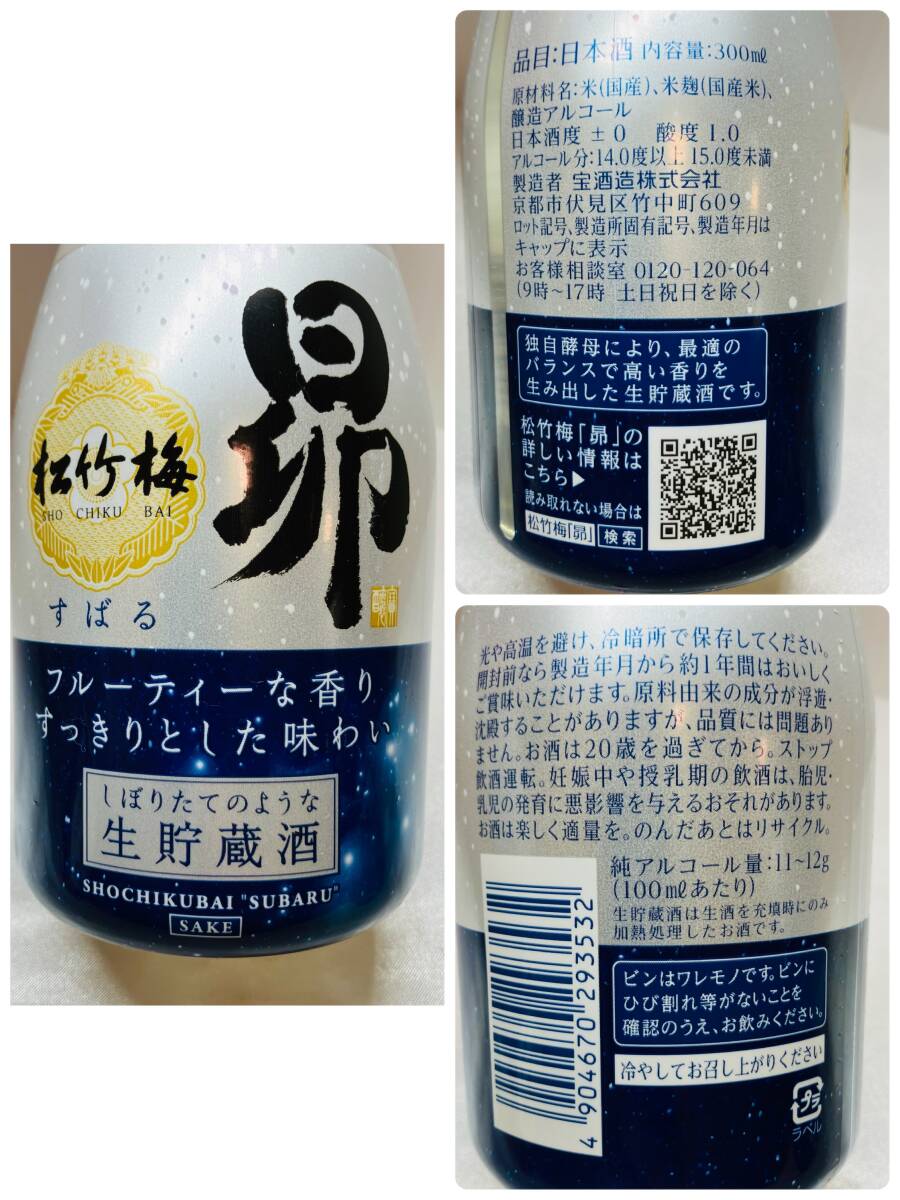 昴
松竹梅
SHO CHIKU BAI
すばる
フルーティーな香り
すっきりとした味わい
しぼりたてのような
生貯蔵酒
SHOCHIKUBAI "SUBARU"
SAKE
品目:日本酒 内容量:300㎖
原材料名:米(国産)、米麹(国産米)、
醸造アルコール
日本酒度 ±0 酸度 1.0
アルコール分:14.0度以上15.0度未満
製造者 宝酒造株式会社
京都市伏見区竹中町609
ロット記号、製造所固有記号、製造年月は
キャップに表示
お客様相談室 0120-120-064
(9時~17時 土日祝日を除く)
独自酵母により、最適の
バランスで高い香りを
生み出した生貯蔵酒です。
松竹梅「昴」の
詳しい情報は
こちら▶
読み取れない場合は
松竹梅「昴」 検索
光や高温を避け、冷暗所で保存してください。
開封前なら製造年月から約1年間はおいしく
ご賞味いただけます。原料由来の成分が浮遊・
沈殿することがありますが、品質には問題あり
ません。お酒は20歳を過ぎてから。ストップ
飲酒運転。妊娠中や授乳期の飲酒は、胎児・
乳児の発育に悪影響を与えるおそれがあります。
お酒は楽しく適量を。のんだあとはリサイクル。
純アルコール量:11~12g
(100㎖あたり)
生貯蔵酒は生酒を充填時にのみ
加熱処理したお酒です。
ビンはワレモノです。ビンに
ひび割れ等がないことを
確認のうえ、お飲みください。
冷やしてお召し上がりください
4904670293532
プラ
ラベル